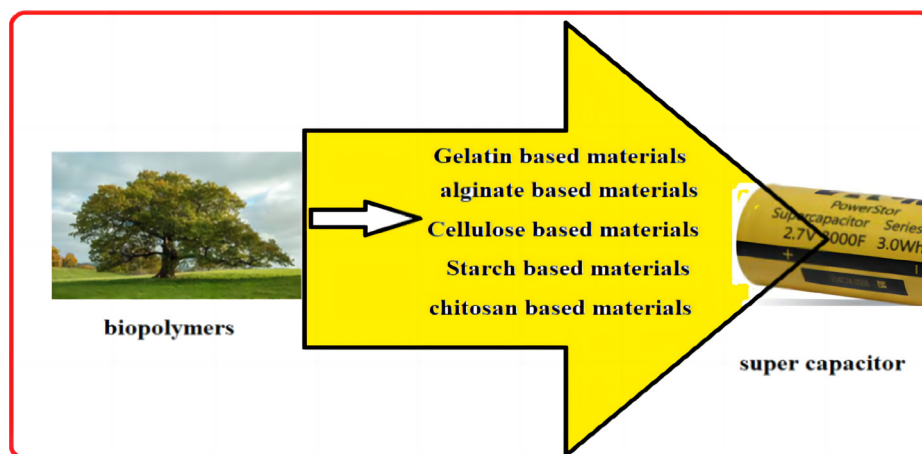 Gelatin based materials
alginate based materials
Cellulose based materials
Starch based materials
chitosan based materials
biopolymers
PowerStor
Supercapacitor Series
2.7V 3000F 3.0Wh
+ -
super capacitor